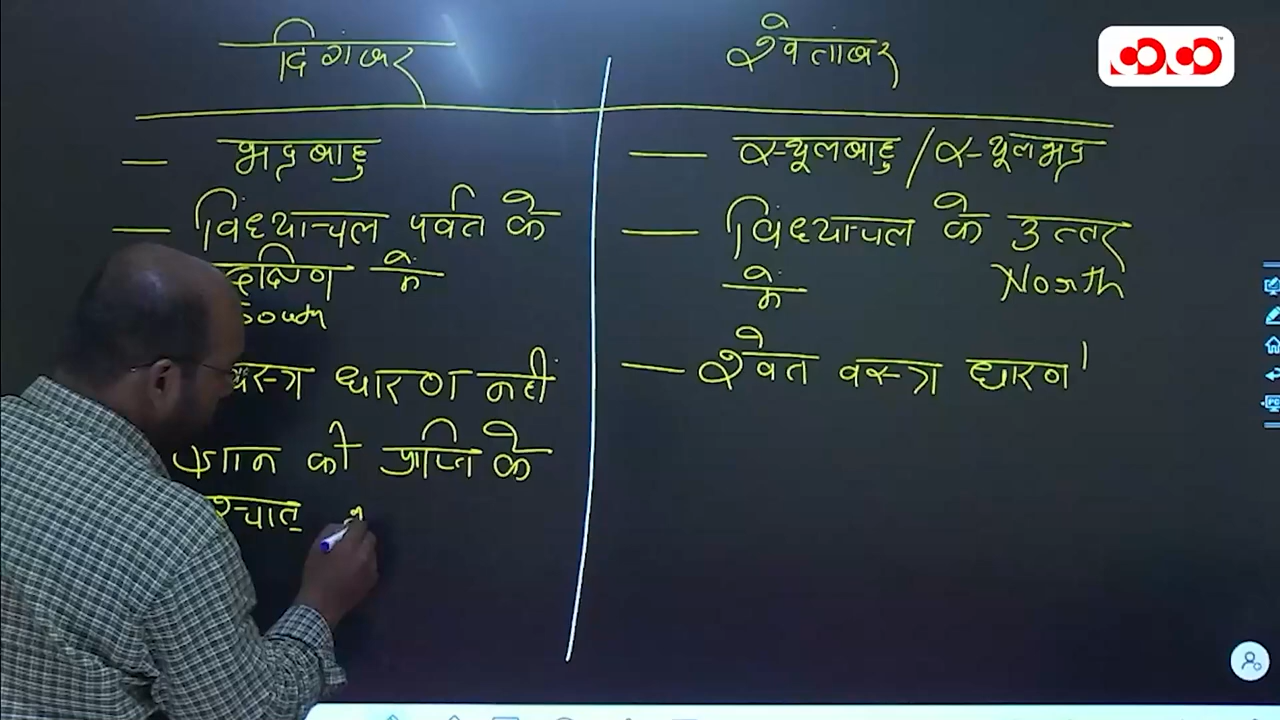 दिगंबर
श्वेतांबर
— भद्रबाहु
— स्थूलबाहु / स्थूलभद्र
— विंध्याचल पर्वत के
दक्षिण में
South
— विंध्याचल के उत्तर
में North
वस्त्र धारण नहीं
— श्वेत वस्त्र धारण
ज्ञान की प्राप्ति के